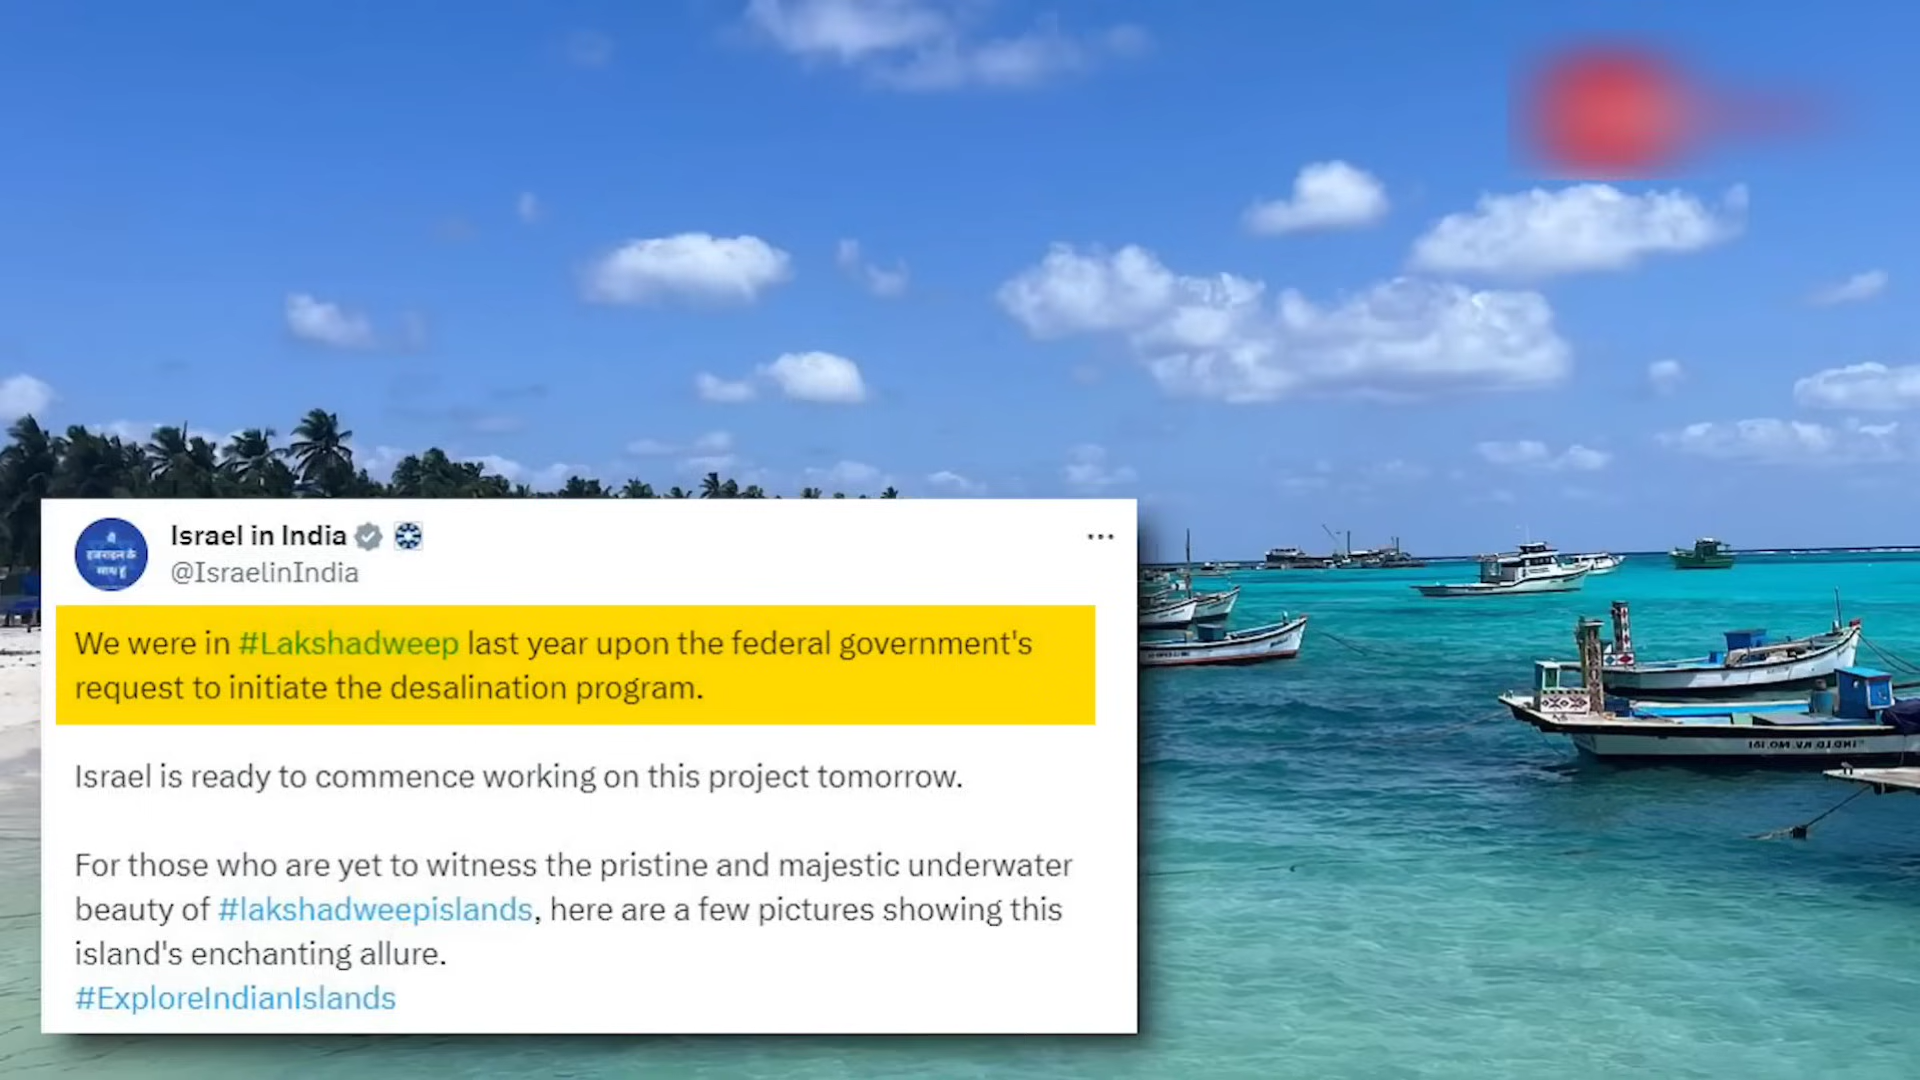 Israel in India
@IsraelinIndia
We were in #Lakshadweep last year upon the federal government's
request to initiate the desalination program.
Israel is ready to commence working on this project tomorrow.
For those who are yet to witness the pristine and majestic underwater
beauty of #lakshadweepislands, here are a few pictures showing this
island's enchanting allure.
#ExploreIndianIslands